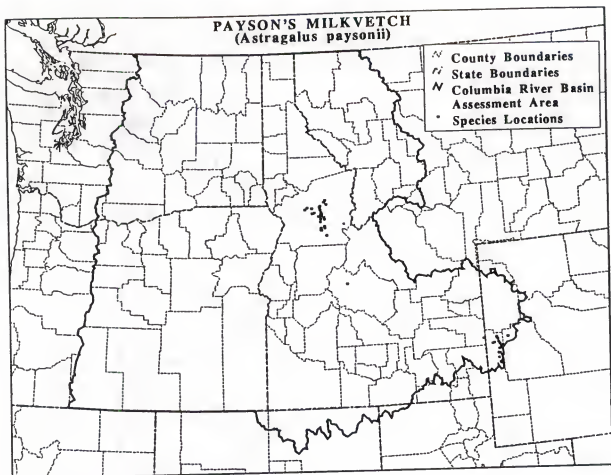 PAYSON'S MILKVETCH
(Astragalus paysonii)
County Boundaries
State Boundaries
Columbia River Basin
Assessment Area
Species Locations